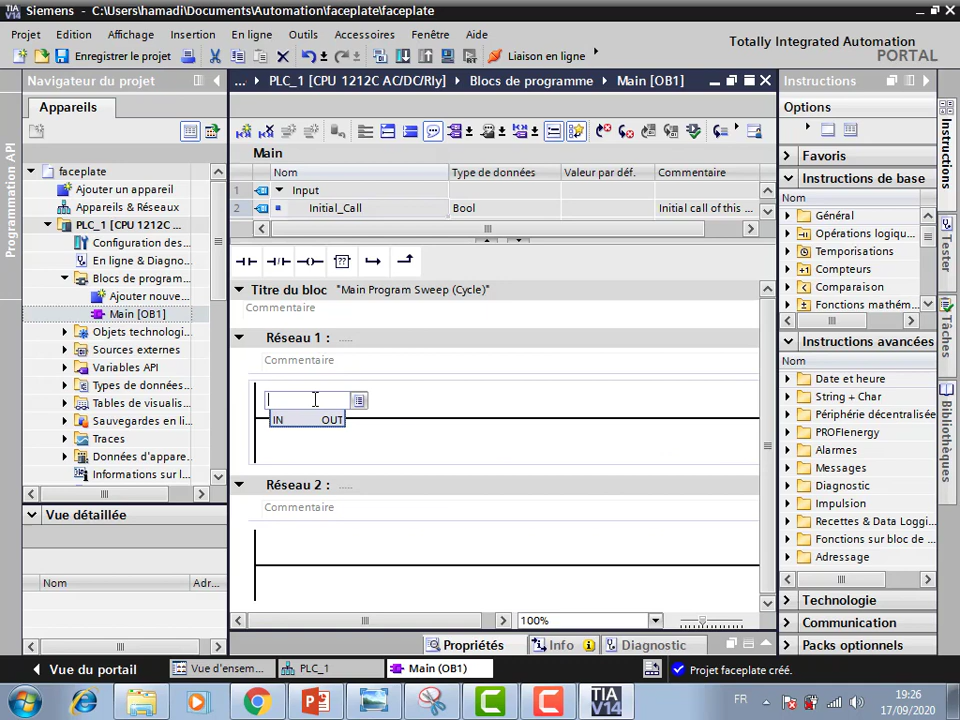 TIA V14 Siemens - C:\Users\hamadi\Documents\Automation\faceplate\faceplate
Projet Edition Affichage Insertion En ligne Outils Accessoires Fenêtre Aide
Enregistrer le projet Liaison en ligne
Totally Integrated Automation
PORTAL
Programmation API
Navigateur du projet
Appareils
faceplate
Ajouter un appareil
Appareils & Réseaux
PLC_1 [CPU 1212C ...
Configuration des...
En ligne & Diagno...
Blocs de program...
Ajouter nouve...
Main [OB1]
Objets technologi...
Sources externes
Variables API
Types de données...
Tables de visualis...
Sauvegardes en li...
Traces
Données d'appare...
Informations sur l...
Vue détaillée
Nom Adr...
... PLC_1 [CPU 1212C AC/DC/Rly] Blocs de programme Main [OB1]
Main
Nom Type de données Valeur par déf. Commentaire
1 Input
2 Initial_Call Bool Initial call of this ...
??
Titre du bloc "Main Program Sweep (Cycle)"
Commentaire
Réseau 1 : .....
Commentaire
IN OUT
Réseau 2 : .....
Commentaire
100%
Propriétés Info Diagnostic
Instructions
Options
Favoris
Instructions de base
Nom
Général
Opérations logiqu...
Temporisations
Compteurs
Comparaison
Fonctions mathém...
Instructions avancées
Nom
Date et heure
String + Char
Périphérie décentralisée
PROFIenergy
Alarmes
Messages
Diagnostic
Impulsion
Recettes & Data Loggi...
Fonctions sur bloc de ...
Adressage
Technologie
Communication
Packs optionnels
Instructions
Tester
Tâches
Bibliothèques
Vue du portail Vue d'ensem... PLC_1 Main (OB1) Projet faceplate créé.
TIA V14 FR 19:26
17/09/2020